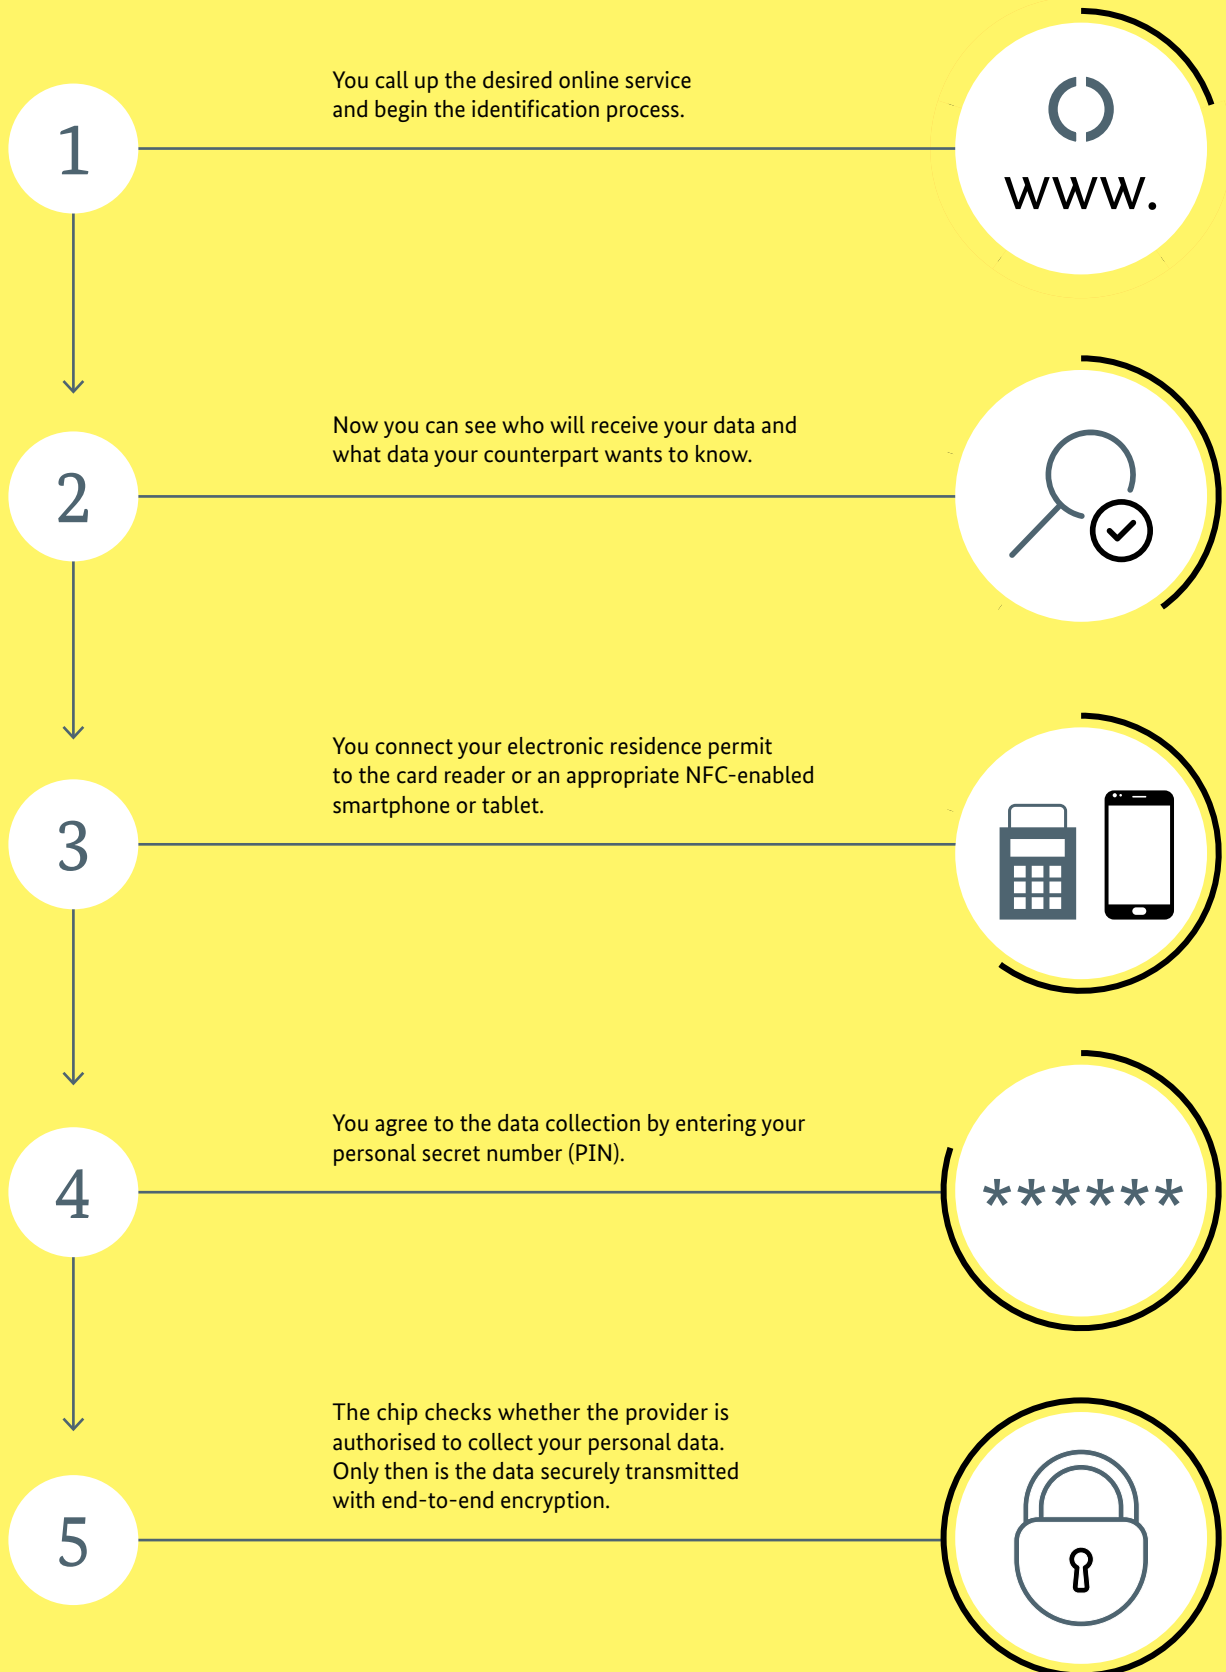 You call up the desired online service
and begin the identification process.
1
www.
Now you can see who will receive your data and
what data your counterpart wants to know.
2
You connect your electronic residence permit
to the card reader or an appropriate NFC-enabled
smartphone or tablet.
3
You agree to the data collection by entering your
personal secret number (PIN).
4
******
The chip checks whether the provider is
authorised to collect your personal data.
Only then is the data securely transmitted
with end-to-end encryption.
5